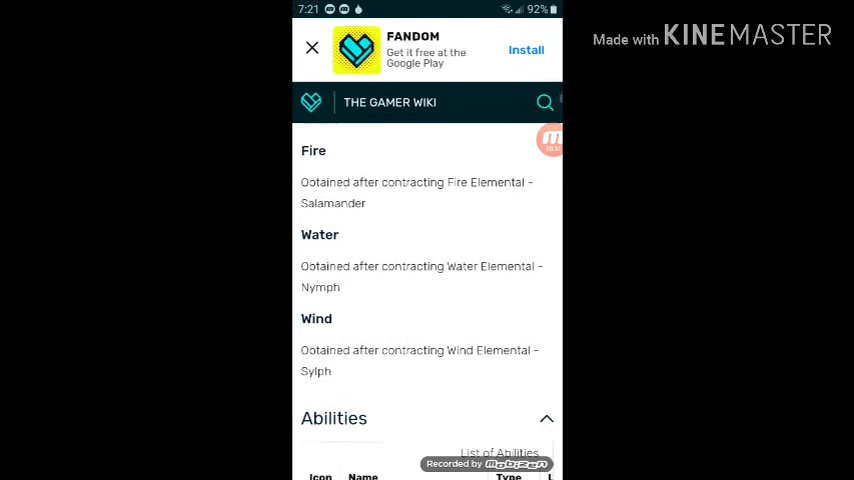 7:21
92%
Made with KINEMASTER
FANDOM
Get it free at the
Google Play
Install
THE GAMER WIKI
Fire
Obtained after contracting Fire Elemental -
Salamander
Water
Obtained after contracting Water Elemental -
Nymph
Wind
Obtained after contracting Wind Elemental -
Sylph
Abilities
List of Abilities
Recorded by mobizen
Icon
Name
Type